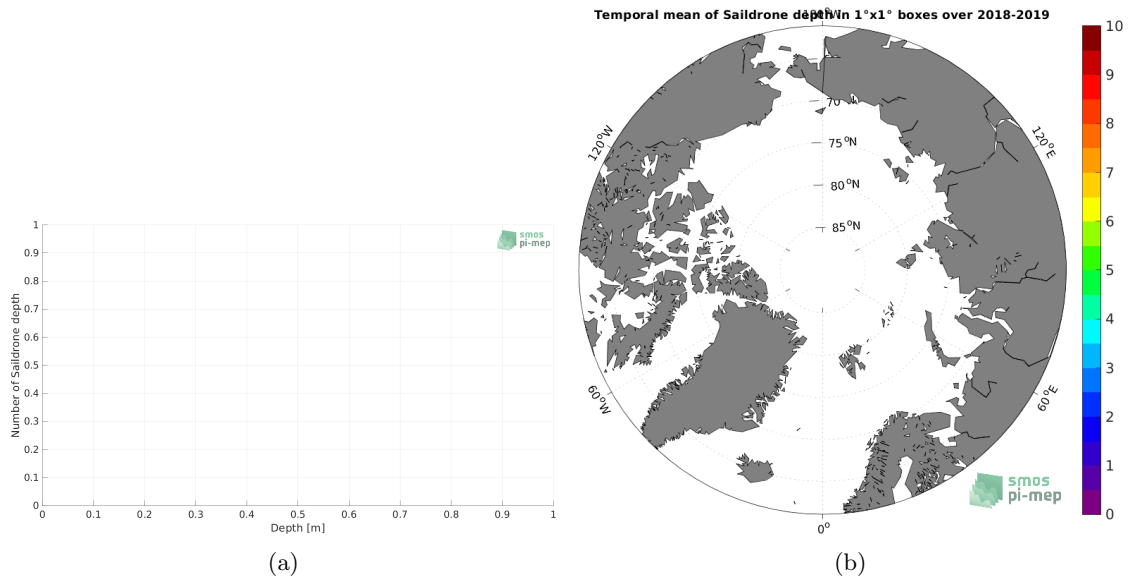 Temporal mean of Saildrone depth in 1°x1° boxes over 2018-2019
1
0.9
0.8
0.7
0.6
0.5
0.4
0.3
0.2
0.1
0
Number of Saildrone depth
0 0.1 0.2 0.3 0.4 0.5 0.6 0.7 0.8 0.9 1
Depth [m]
smos
pi-mep
(a)
120°W
120°E
75°N
80°N
85°N
60°W
60°E
0°
smos
pi-mep
10
9
8
7
6
5
4
3
2
1
0
(b)